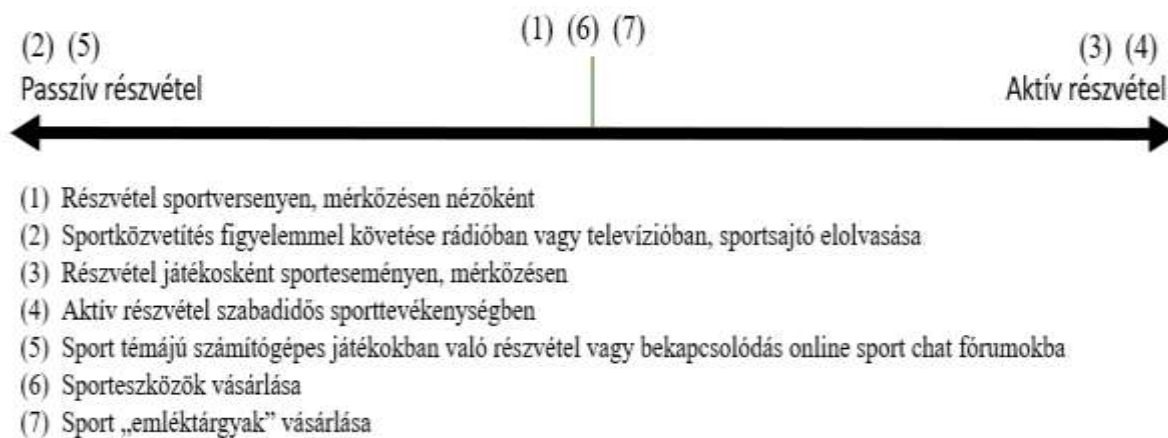 (1) (6) (7)
(2) (5)
(3) (4)
Passzív részvétel
Aktív részvétel
(1) Részvétel sportversenyen, mérkőzésen nézőként
(2) Sportközvetítés figyelemmel követése rádióban vagy televízióban, sportsajtó elolvasása
(3) Részvétel játékosként sporteseményen, mérkőzésen
(4) Aktív részvétel szabadidős sporttevékenységben
(5) Sport témájú számítógépes játékokban való részvétel vagy bekapcsolódás online sport chat fórumokba
(6) Sporteszközök vásárlása
(7) Sport „emléktárgyak” vásárlása